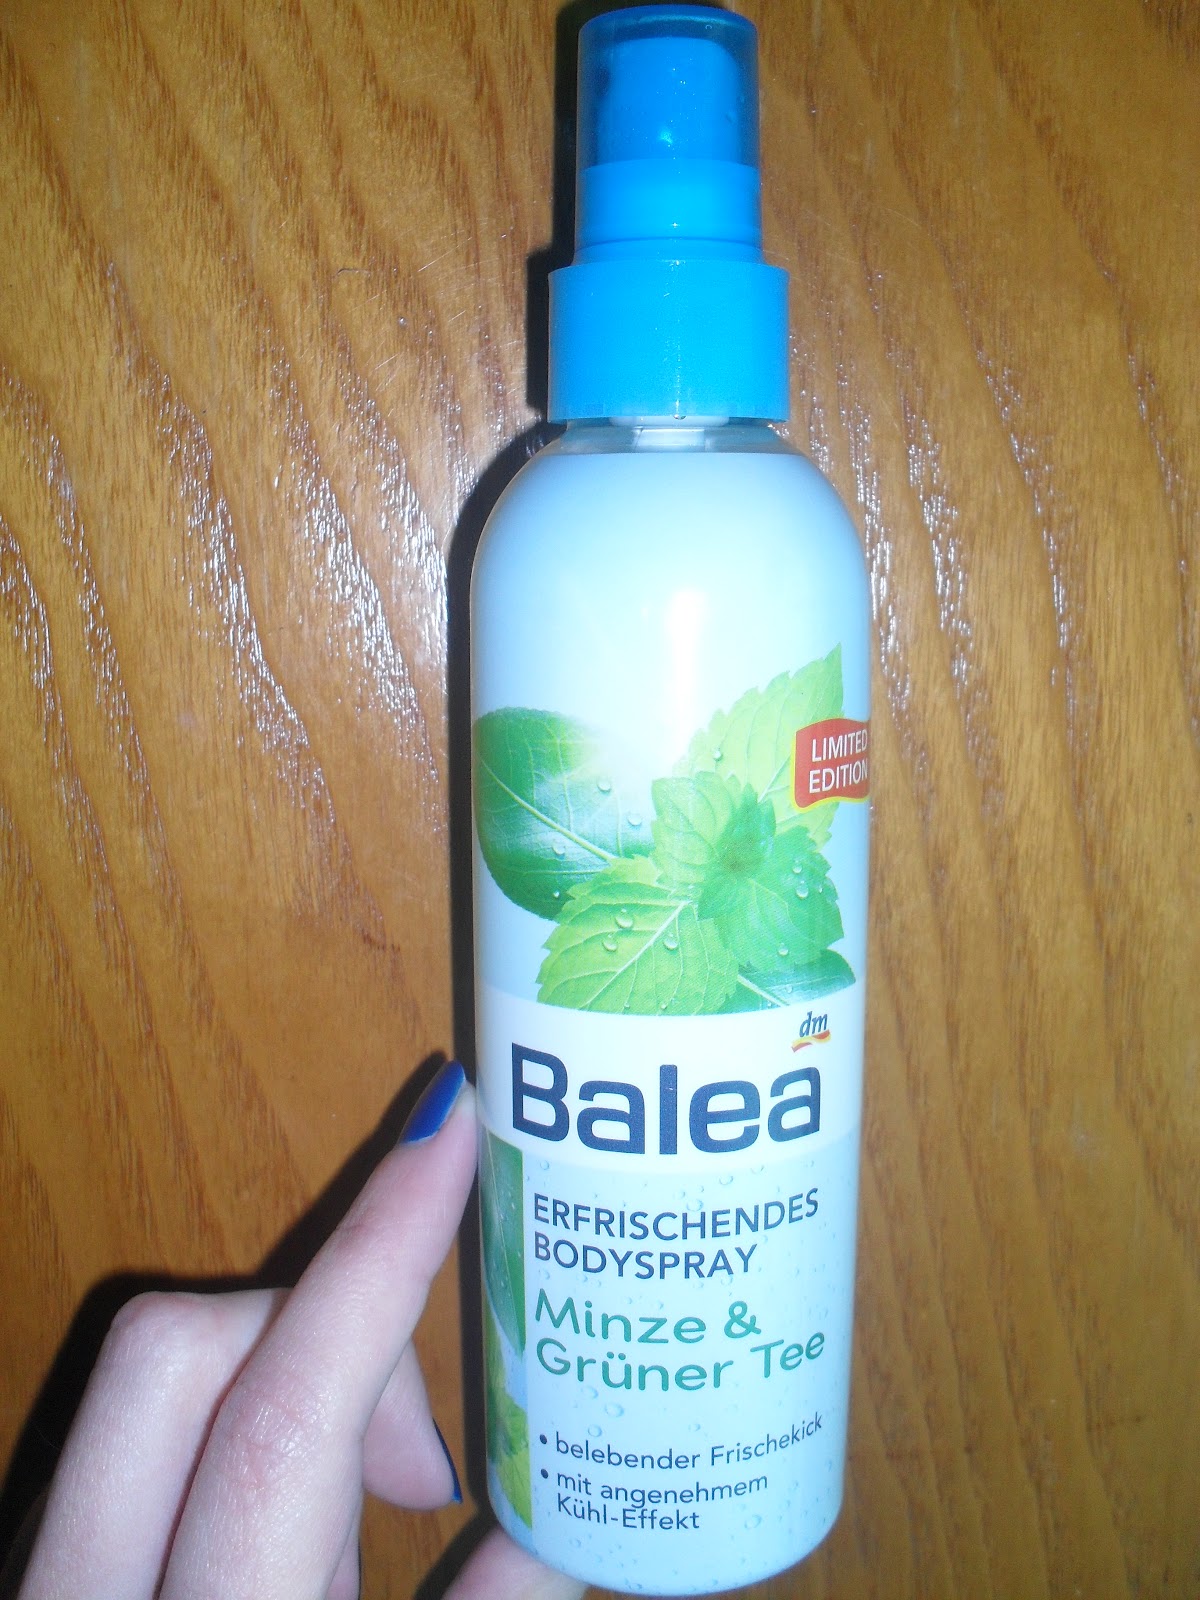 LIMITED
EDITION
dm
Balea
ERFRISCHENDES
BODYSPRAY
Minze &
Grüner Tee
• belebender Frischekick
• mit angenehmem
Kühl-Effekt